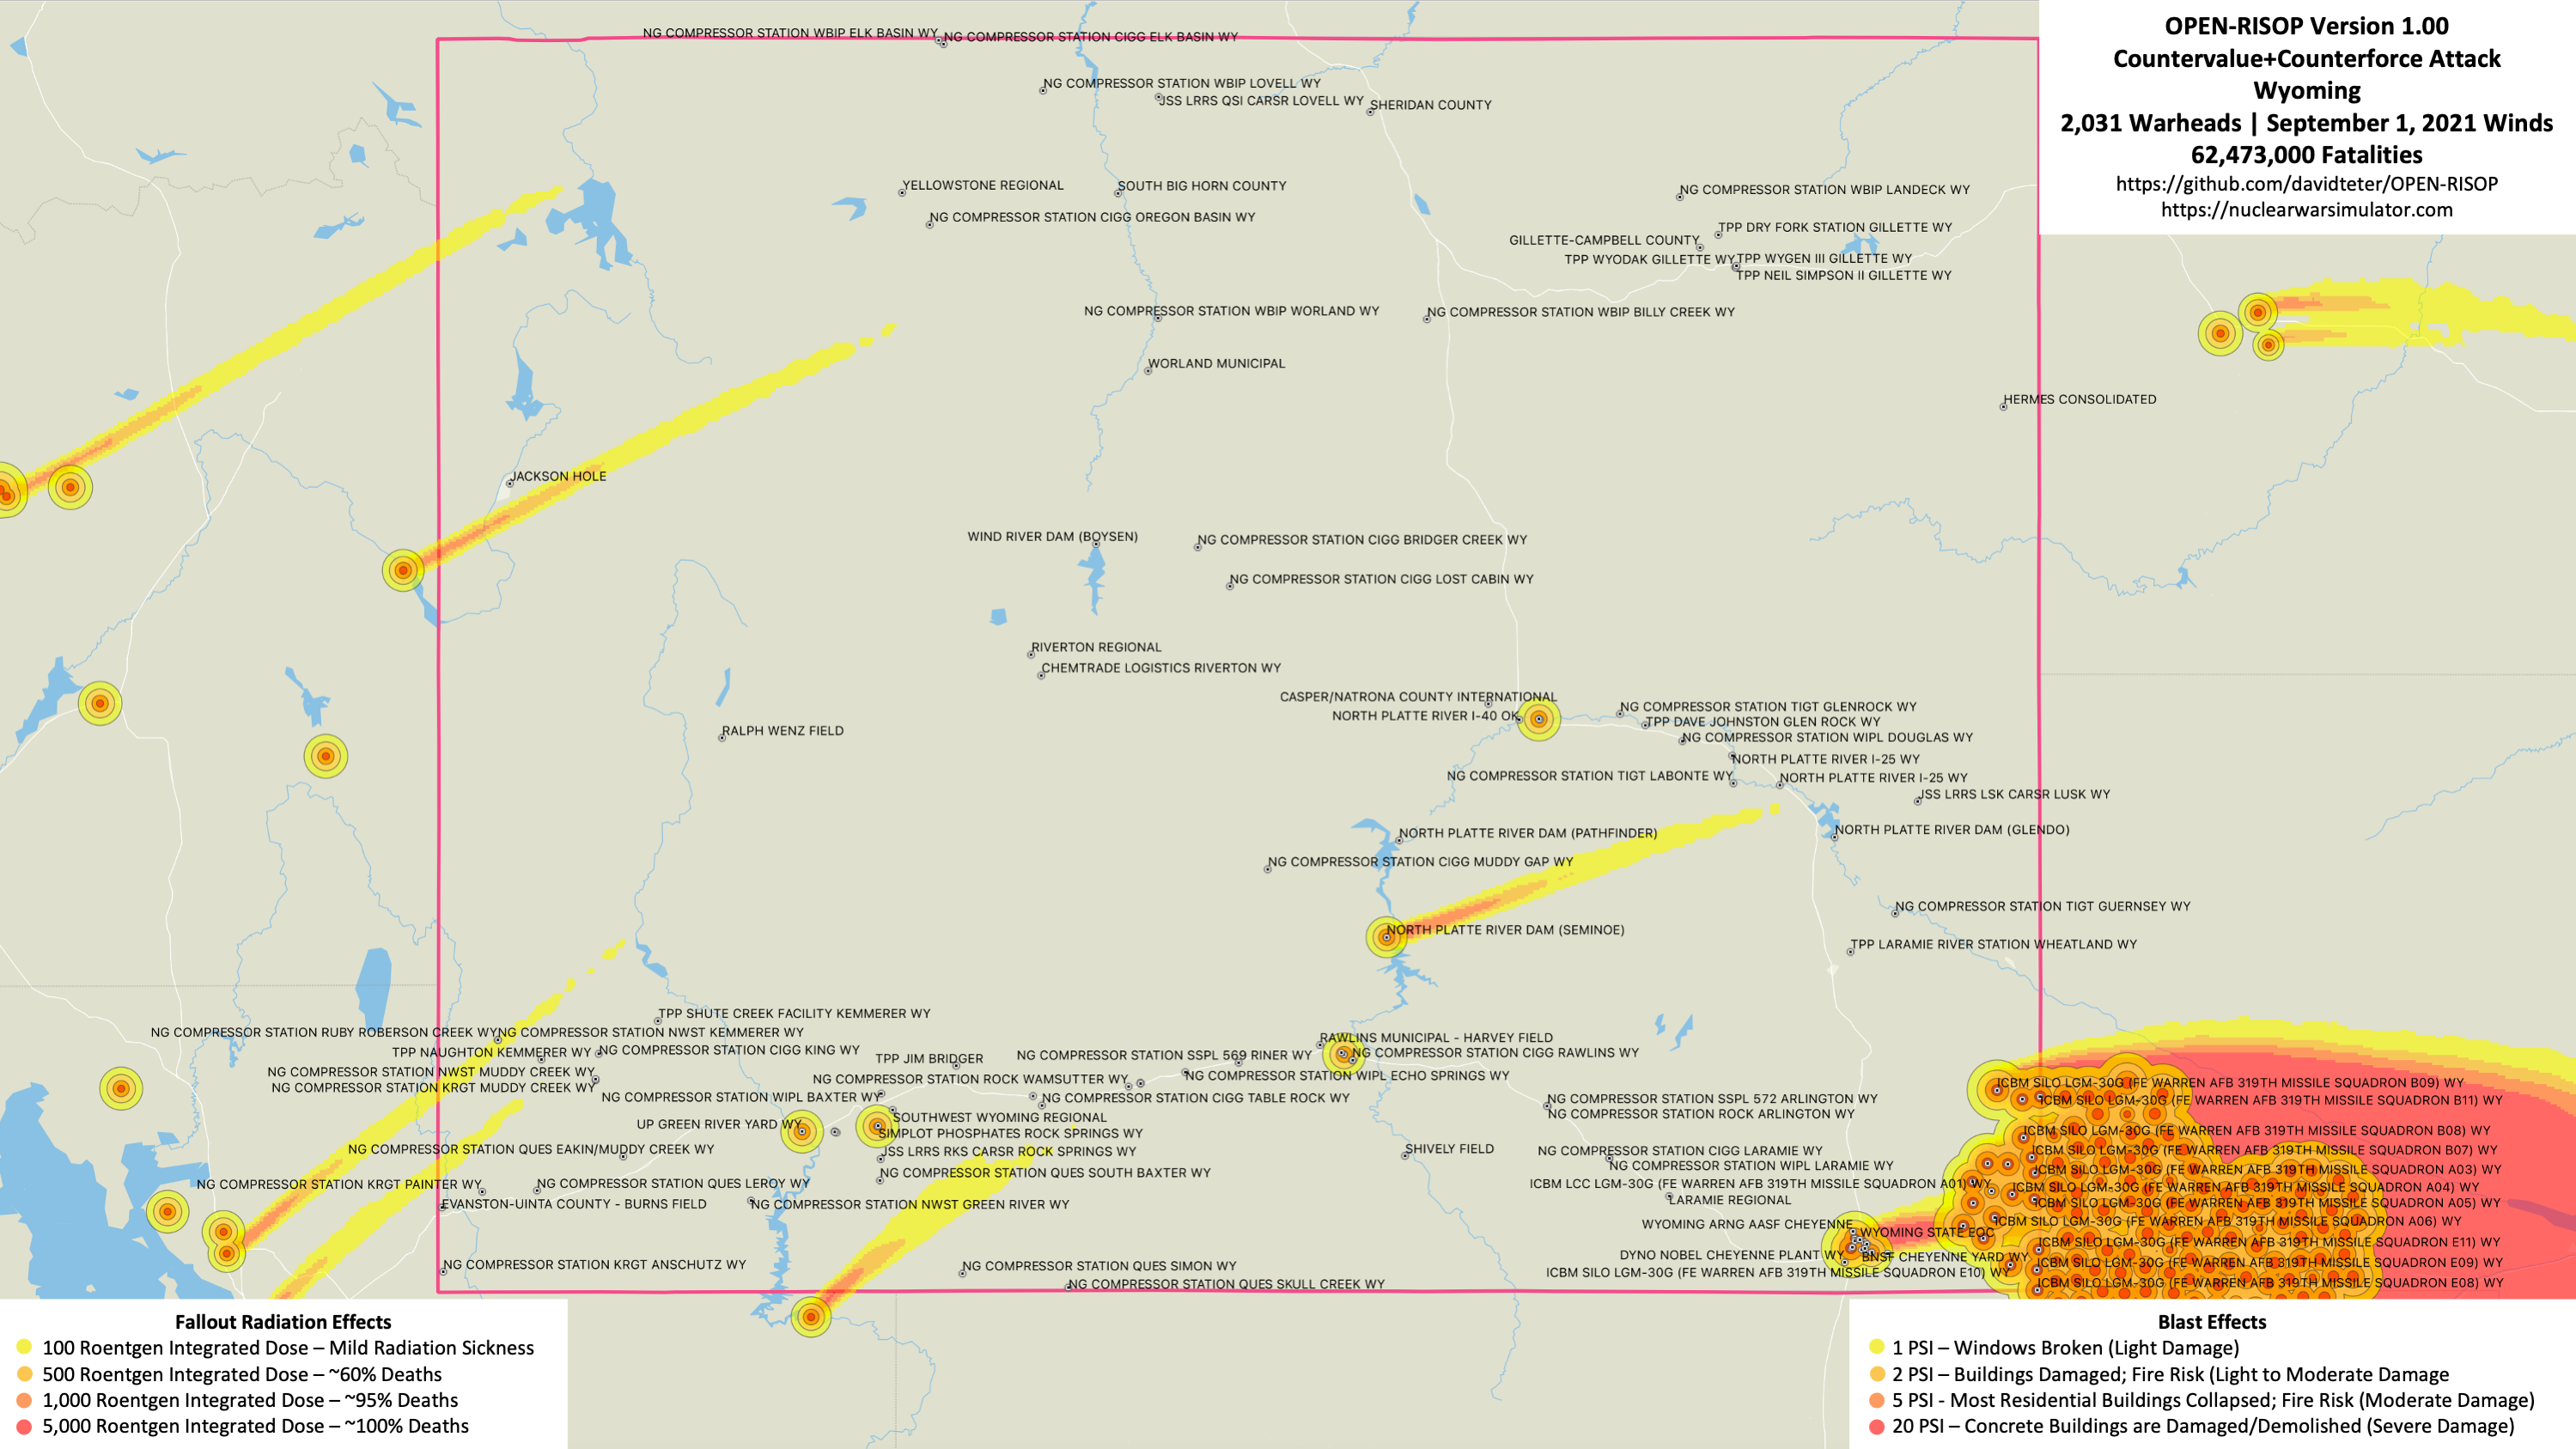 OPEN-RISOP Version 1.00
Countervalue+Counterforce Attack
Wyoming
2,031 Warheads | September 1, 2021 Winds
62,473,000 Fatalities
https://github.com/davidteter/OPEN-RISOP
https://nuclearwarsimulator.com
NG COMPRESSOR STATION WBIP ELK BASIN WY
NG COMPRESSOR STATION CIGG ELK BASIN WY
NG COMPRESSOR STATION WBIP LOVELL WY
JSS LRRS QSI CARSR LOVELL WY
SHERIDAN COUNTY
YELLOWSTONE REGIONAL
SOUTH BIG HORN COUNTY
NG COMPRESSOR STATION WBIP LANDECK WY
NG COMPRESSOR STATION CIGG OREGON BASIN WY
TPP DRY FORK STATION GILLETTE WY
GILLETTE-CAMPBELL COUNTY
TPP WYODAK GILLETTE WY
TPP WYGEN III GILLETTE WY
TPP NEIL SIMPSON II GILLETTE WY
NG COMPRESSOR STATION WBIP WORLAND WY
NG COMPRESSOR STATION WBIP BILLY CREEK WY
WORLAND MUNICIPAL
HERMES CONSOLIDATED
JACKSON HOLE
WIND RIVER DAM (BOYSEN)
NG COMPRESSOR STATION CIGG BRIDGER CREEK WY
NG COMPRESSOR STATION CIGG LOST CABIN WY
RIVERTON REGIONAL
CHEMTRADE LOGISTICS RIVERTON WY
CASPER/NATRONA COUNTY INTERNATIONAL
NORTH PLATTE RIVER I-40 OK
NG COMPRESSOR STATION TIGT GLENROCK WY
TPP DAVE JOHNSTON GLEN ROCK WY
RALPH WENZ FIELD
NG COMPRESSOR STATION WIPL DOUGLAS WY
NORTH PLATTE RIVER I-25 WY
NG COMPRESSOR STATION TIGT LABONTE WY
NORTH PLATTE RIVER I-25 WY
JSS LRRS LSK CARSR LUSK WY
NORTH PLATTE RIVER DAM (PATHFINDER)
NORTH PLATTE RIVER DAM (GLENDO)
NG COMPRESSOR STATION CIGG MUDDY GAP WY
NG COMPRESSOR STATION TIGT GUERNSEY WY
NORTH PLATTE RIVER DAM (SEMINOE)
TPP LARAMIE RIVER STATION WHEATLAND WY
TPP SHUTE CREEK FACILITY KEMMERER WY
NG COMPRESSOR STATION RUBY ROBERSON CREEK WY
NG COMPRESSOR STATION NWST KEMMERER WY
RAWLINS MUNICIPAL - HARVEY FIELD
TPP NAUGHTON KEMMERER WY
NG COMPRESSOR STATION CIGG KING WY
TPP JIM BRIDGER
NG COMPRESSOR STATION SSPL 569 RINER WY
NG COMPRESSOR STATION CIGG RAWLINS WY
NG COMPRESSOR STATION NWST MUDDY CREEK WY
NG COMPRESSOR STATION ROCK WAMSUTTER WY
NG COMPRESSOR STATION WIPL ECHO SPRINGS WY
NG COMPRESSOR STATION KRGT MUDDY CREEK WY
NG COMPRESSOR STATION WIPL BAXTER WY
NG COMPRESSOR STATION CIGG TABLE ROCK WY
NG COMPRESSOR STATION SSPL 572 ARLINGTON WY
NG COMPRESSOR STATION ROCK ARLINGTON WY
SOUTHWEST WYOMING REGIONAL
UP GREEN RIVER YARD WY
SIMPLOT PHOSPHATES ROCK SPRINGS WY
NG COMPRESSOR STATION QUES EAKIN/MUDDY CREEK WY
JSS LRRS RKS CARSR ROCK SPRINGS WY
SHIVELY FIELD
NG COMPRESSOR STATION CIGG LARAMIE WY
NG COMPRESSOR STATION WIPL LARAMIE WY
NG COMPRESSOR STATION QUES SOUTH BAXTER WY
NG COMPRESSOR STATION KRGT PAINTER WY
NG COMPRESSOR STATION QUES LEROY WY
ICBM LCC LGM-30G (FE WARREN AFB 319TH MISSILE SQUADRON A01) WY
LARAMIE REGIONAL
EVANSTON-UINTA COUNTY - BURNS FIELD
NG COMPRESSOR STATION NWST GREEN RIVER WY
WYOMING ARNG AASF CHEYENNE
WYOMING STATE EOC
DYNO NOBEL CHEYENNE PLANT WY
BNSF CHEYENNE YARD WY
NG COMPRESSOR STATION KRGT ANSCHUTZ WY
NG COMPRESSOR STATION QUES SIMON WY
ICBM SILO LGM-30G (FE WARREN AFB 319TH MISSILE SQUADRON E10) WY
NG COMPRESSOR STATION QUES SKULL CREEK WY
ICBM SILO LGM-30G (FE WARREN AFB 319TH MISSILE SQUADRON B09) WY
ICBM SILO LGM-30G (FE WARREN AFB 319TH MISSILE SQUADRON B11) WY
ICBM SILO LGM-30G (FE WARREN AFB 319TH MISSILE SQUADRON B08) WY
ICBM SILO LGM-30G (FE WARREN AFB 319TH MISSILE SQUADRON B07) WY
ICBM SILO LGM-30G (FE WARREN AFB 319TH MISSILE SQUADRON A03) WY
ICBM SILO LGM-30G (FE WARREN AFB 319TH MISSILE SQUADRON A04) WY
ICBM SILO LGM-30G (FE WARREN AFB 319TH MISSILE SQUADRON A05) WY
ICBM SILO LGM-30G (FE WARREN AFB 319TH MISSILE SQUADRON A06) WY
ICBM SILO LGM-30G (FE WARREN AFB 319TH MISSILE SQUADRON E11) WY
ICBM SILO LGM-30G (FE WARREN AFB 319TH MISSILE SQUADRON E09) WY
ICBM SILO LGM-30G (FE WARREN AFB 319TH MISSILE SQUADRON E08) WY
Fallout Radiation Effects
100 Roentgen Integrated Dose – Mild Radiation Sickness
500 Roentgen Integrated Dose – ~60% Deaths
1,000 Roentgen Integrated Dose – ~95% Deaths
5,000 Roentgen Integrated Dose – ~100% Deaths
Blast Effects
1 PSI – Windows Broken (Light Damage)
2 PSI – Buildings Damaged; Fire Risk (Light to Moderate Damage
5 PSI - Most Residential Buildings Collapsed; Fire Risk (Moderate Damage)
20 PSI – Concrete Buildings are Damaged/Demolished (Severe Damage)